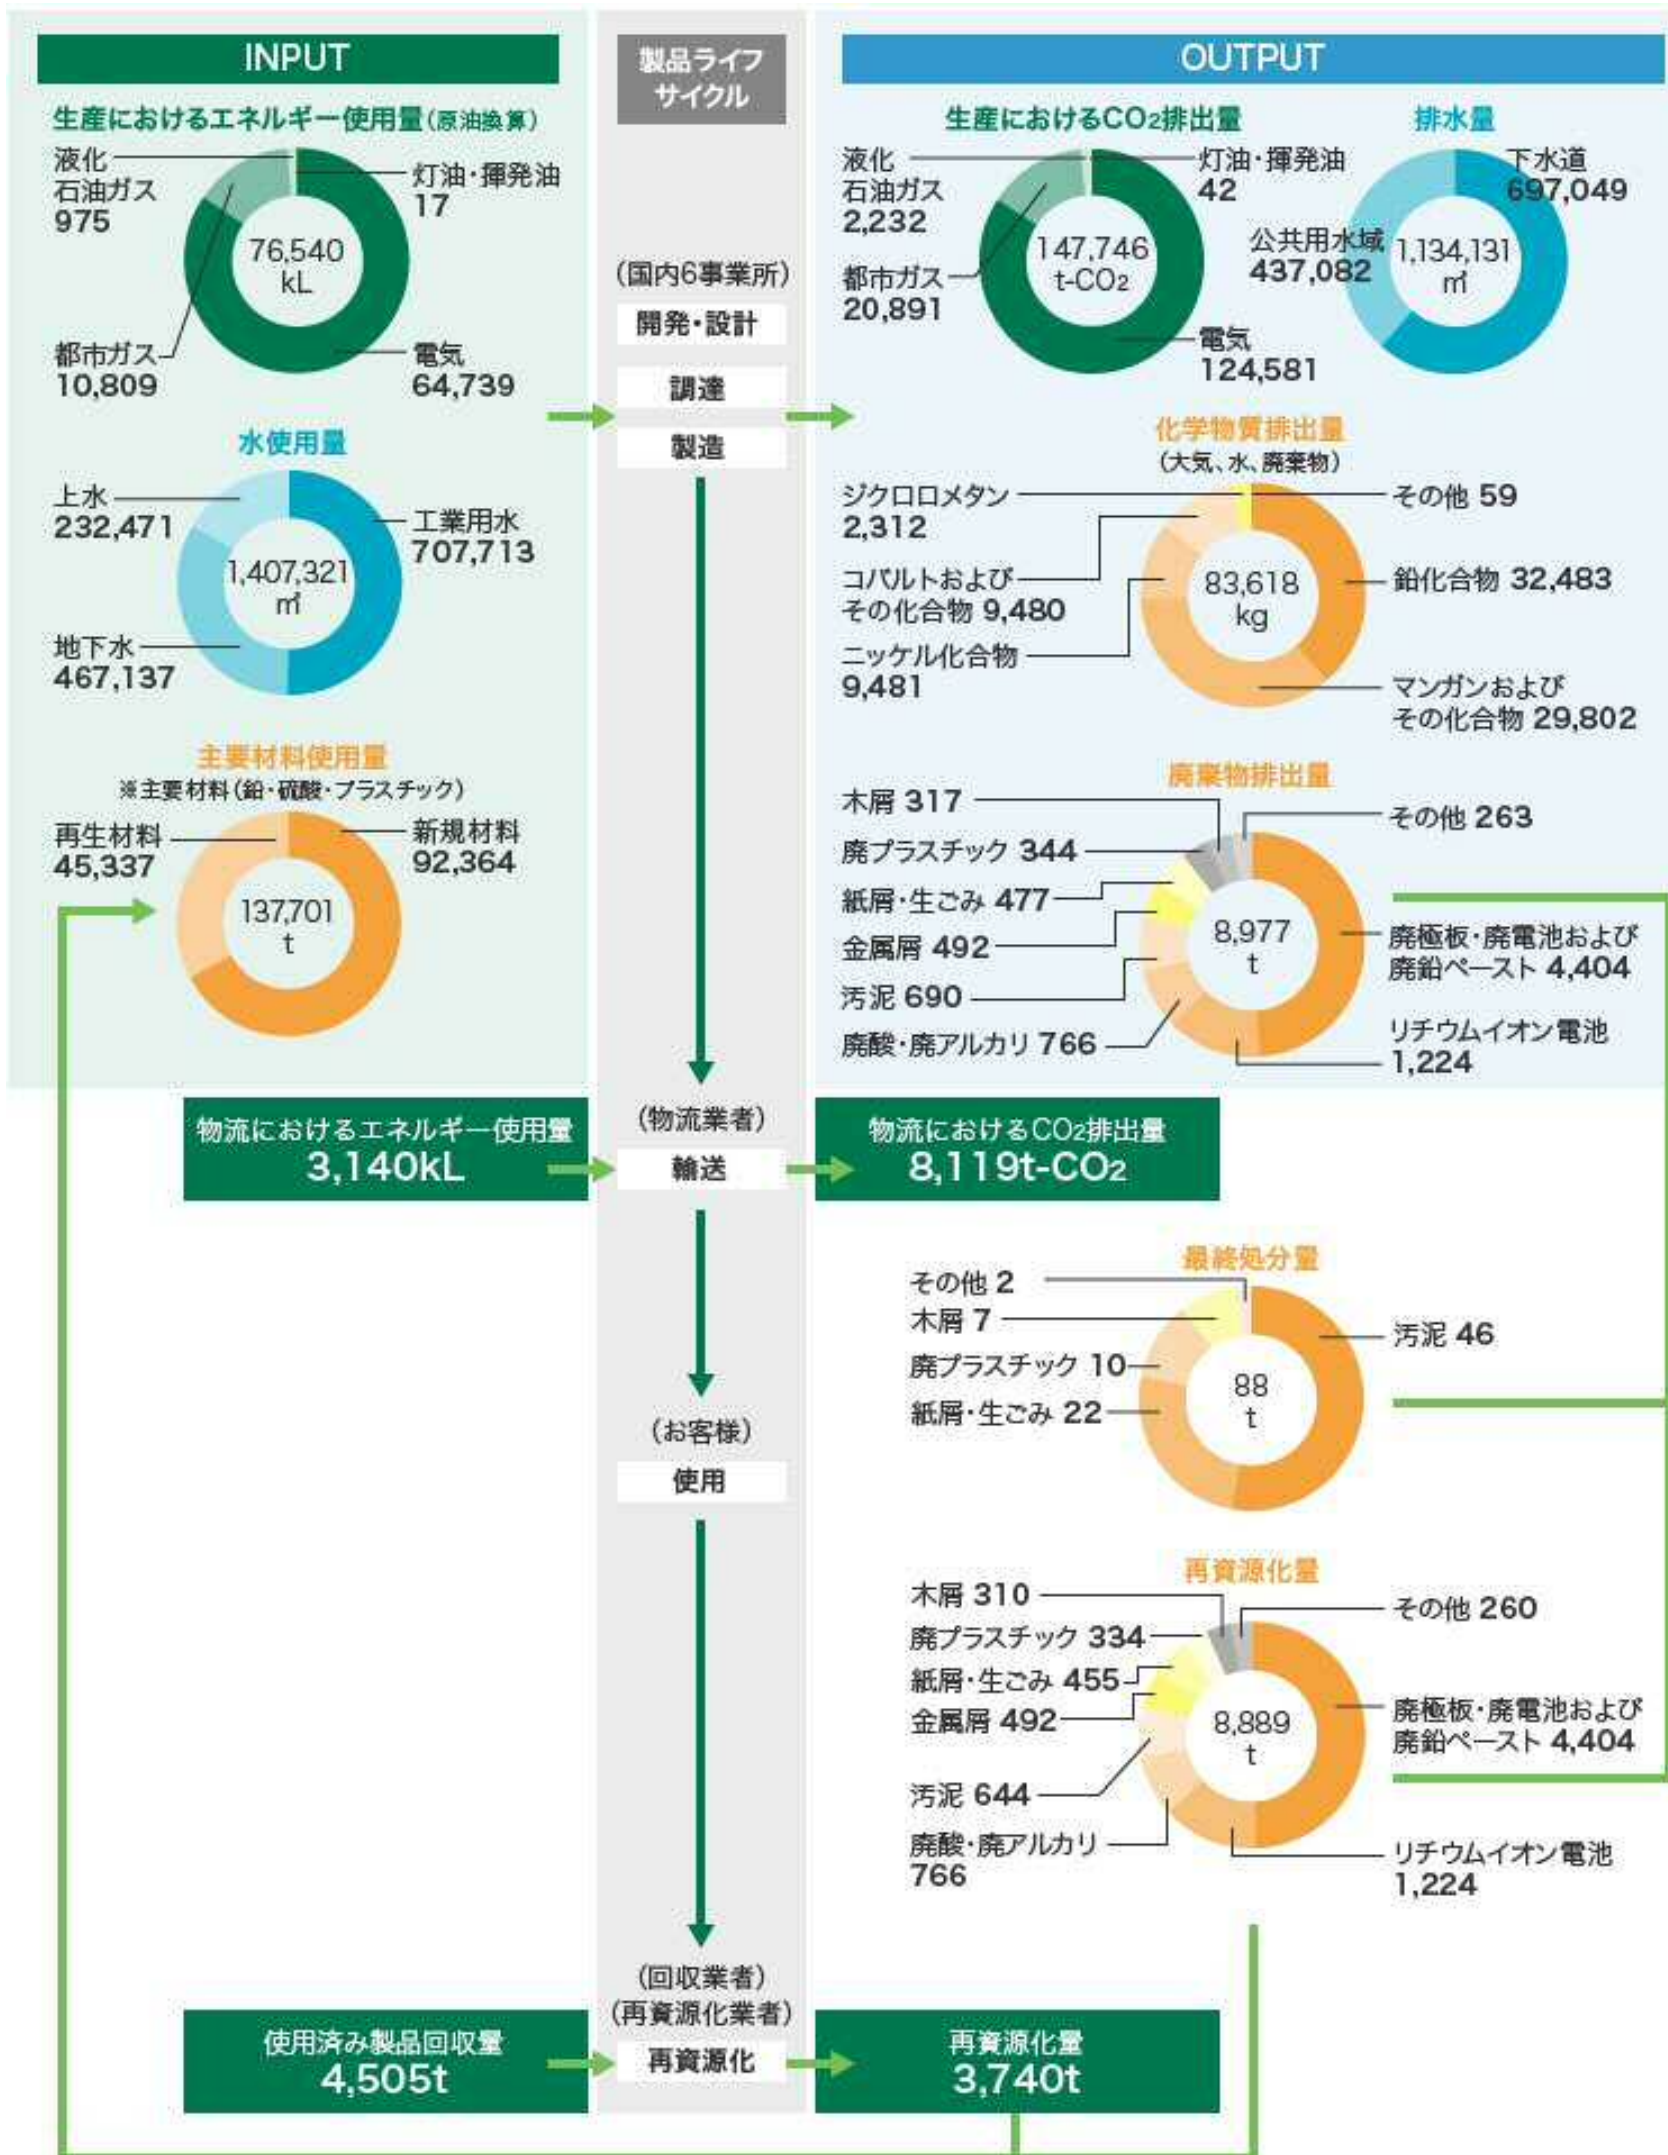 INPUT
生産におけるエネルギー使用量(原油換算)
液化
石油ガス
975
灯油・揮発油
17
76,540
kL
都市ガス
10,809
電気
64,739
水使用量
上水
232,471
工業用水
707,713
1,407,321
㎥
地下水
467,137
主要材料使用量
※主要材料(鉛・硫酸・プラスチック)
再生材料
45,337
新規材料
92,364
137,701
t
製品ライフ
サイクル
(国内6事業所)
開発・設計
調達
製造
OUTPUT
生産におけるCO₂排出量
液化
石油ガス
2,232
灯油・揮発油
42
都市ガス
20,891
147,746
t-CO₂
電気
124,581
排水量
下水道
697,049
公共用水域
437,082
1,134,131
㎥
化学物質排出量
(大気、水、廃棄物)
ジクロロメタン
2,312
その他 59
コバルトおよび
その化合物 9,480
83,618
kg
鉛化合物 32,483
ニッケル化合物
9,481
マンガンおよび
その化合物 29,802
廃棄物排出量
木屑 317
その他 263
廃プラスチック 344
紙屑・生ごみ 477
金属屑 492
8,977
t
廃極板・廃電池および
廃鉛ペースト 4,404
汚泥 690
廃酸・廃アルカリ 766
リチウムイオン電池
1,224
物流におけるエネルギー使用量
3,140kL
(物流業者)
輸送
物流におけるCO₂排出量
8,119t-CO₂
最終処分量
その他 2
木屑 7
汚泥 46
廃プラスチック 10
紙屑・生ごみ 22
88
t
(お客様)
使用
再資源化量
木屑 310
その他 260
廃プラスチック 334
紙屑・生ごみ 455
金属屑 492
8,889
t
廃極板・廃電池および
廃鉛ペースト 4,404
汚泥 644
廃酸・廃アルカリ
766
リチウムイオン電池
1,224
使用済み製品回収量
4,505t
(回収業者)
(再資源化業者)
再資源化
再資源化量
3,740t